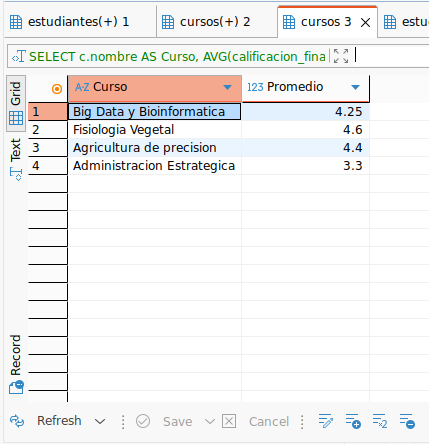 estudiantes(+) 1
cursos(+) 2
cursos 3
SELECT c.nombre AS Curso, AVG(calificacion_fina
Grid
Text
Record
A-Z Curso
123 Promedio
1 Big Data y Bioinformatica 4.25
2 Fisiologia Vegetal 4.6
3 Agricultura de precision 4.4
4 Administracion Estrategica 3.3
Refresh
Save
Cancel